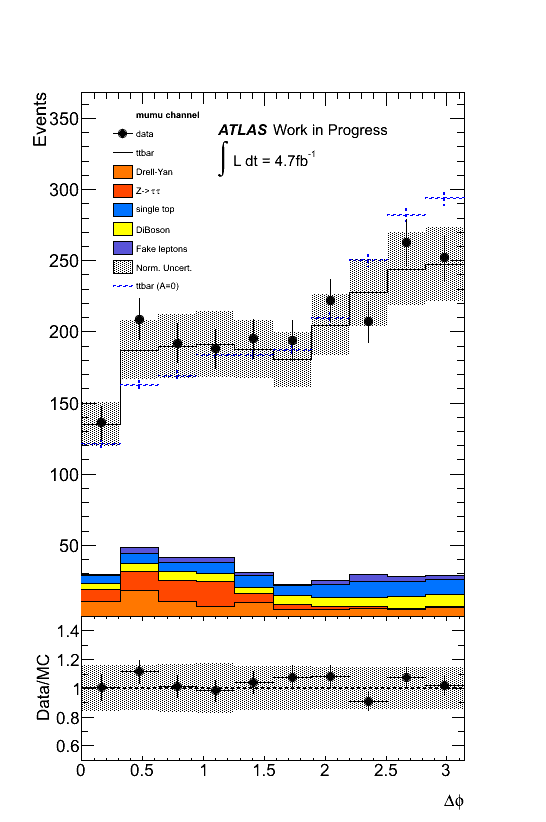 Events
350
300
250
200
150
100
50
mumu channel
data
ttbar
Drell-Yan
Z->ττ
single top
DiBoson
Fake leptons
Norm. Uncert.
ttbar (A=0)
ATLAS Work in Progress
∫ L dt = 4.7fb⁻¹
Data/MC
1.4
1.2
1
0.8
0.6
0 0.5 1 1.5 2 2.5 3
Δϕ